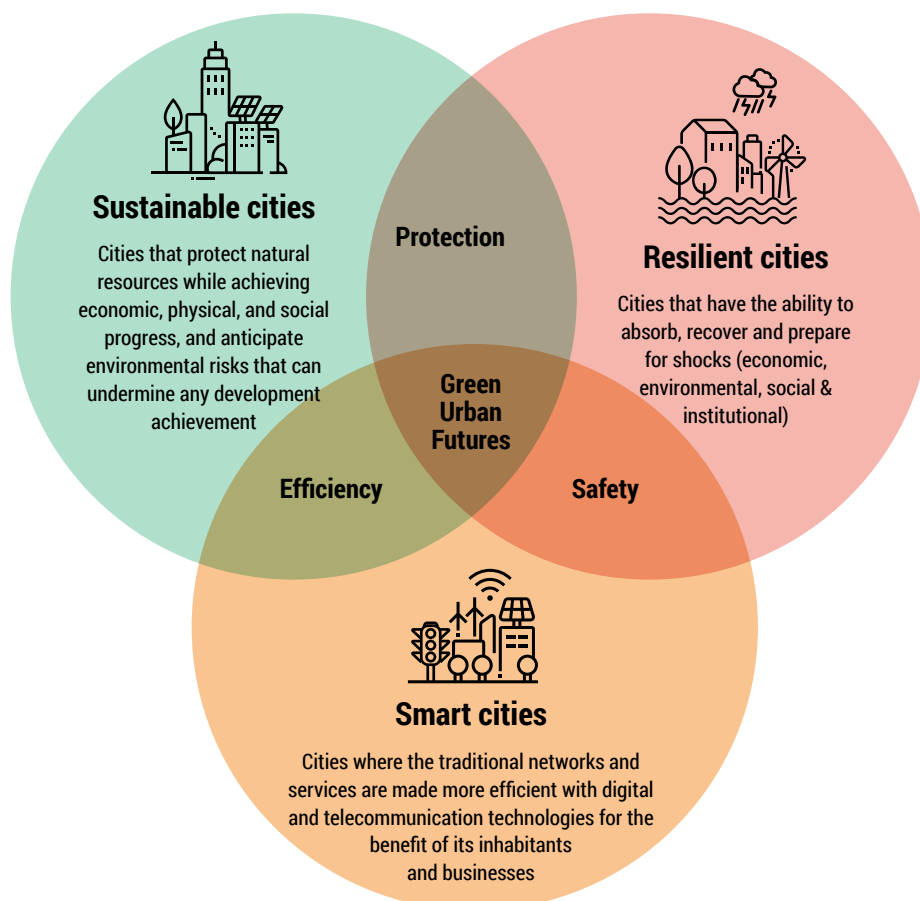 Sustainable cities
Cities that protect natural
resources while achieving
economic, physical, and social
progress, and anticipate
environmental risks that can
undermine any development
achievement
Protection
Resilient cities
Cities that have the ability to
absorb, recover and prepare
for shocks (economic,
environmental, social &
institutional)
Green
Urban
Futures
Efficiency
Safety
Smart cities
Cities where the traditional networks and
services are made more efficient with digital
and telecommunication technologies for the
benefit of its inhabitants
and businesses